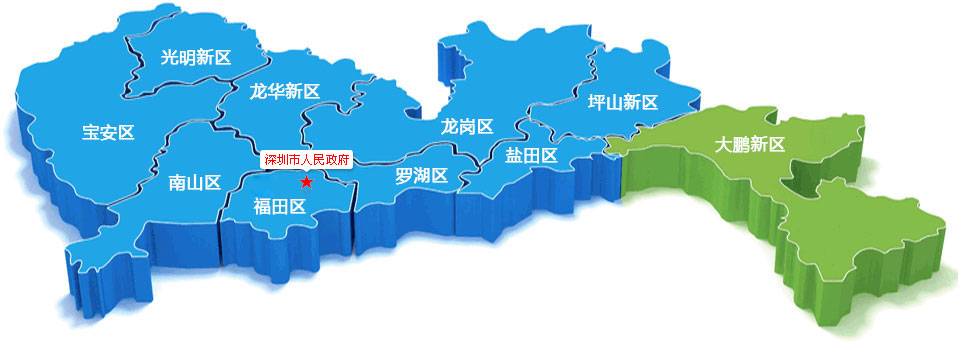 光明新区
龙华新区
坪山新区
宝安区
龙岗区
大鹏新区
盐田区
深圳市人民政府
南山区
罗湖区
福田区